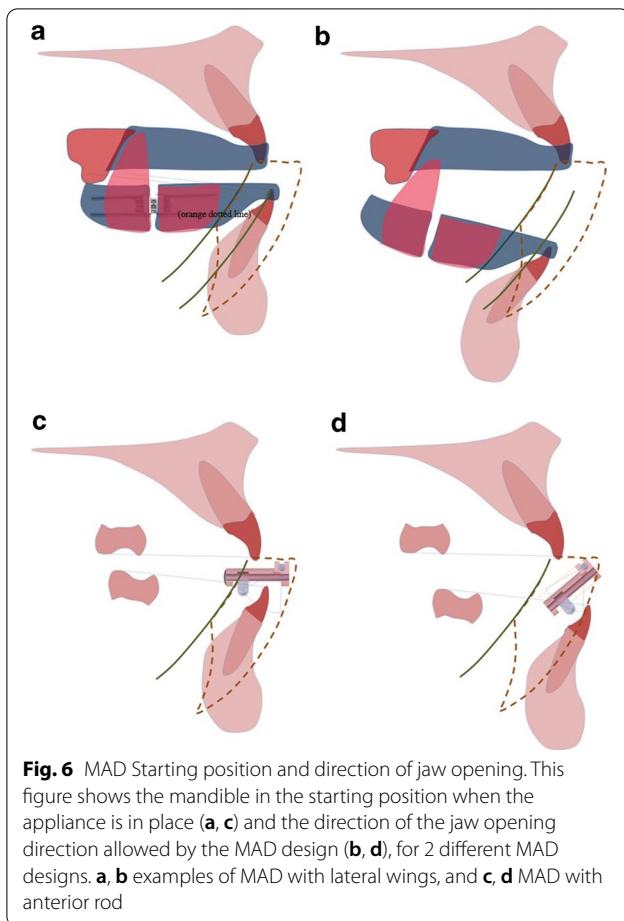 a
b
(orange dotted line)
c
d
Fig. 6 MAD Starting position and direction of jaw opening. This
figure shows the mandible in the starting position when the
appliance is in place (a, c) and the direction of the jaw opening
direction allowed by the MAD design (b, d), for 2 different MAD
designs. a, b examples of MAD with lateral wings, and c, d MAD with
anterior rod